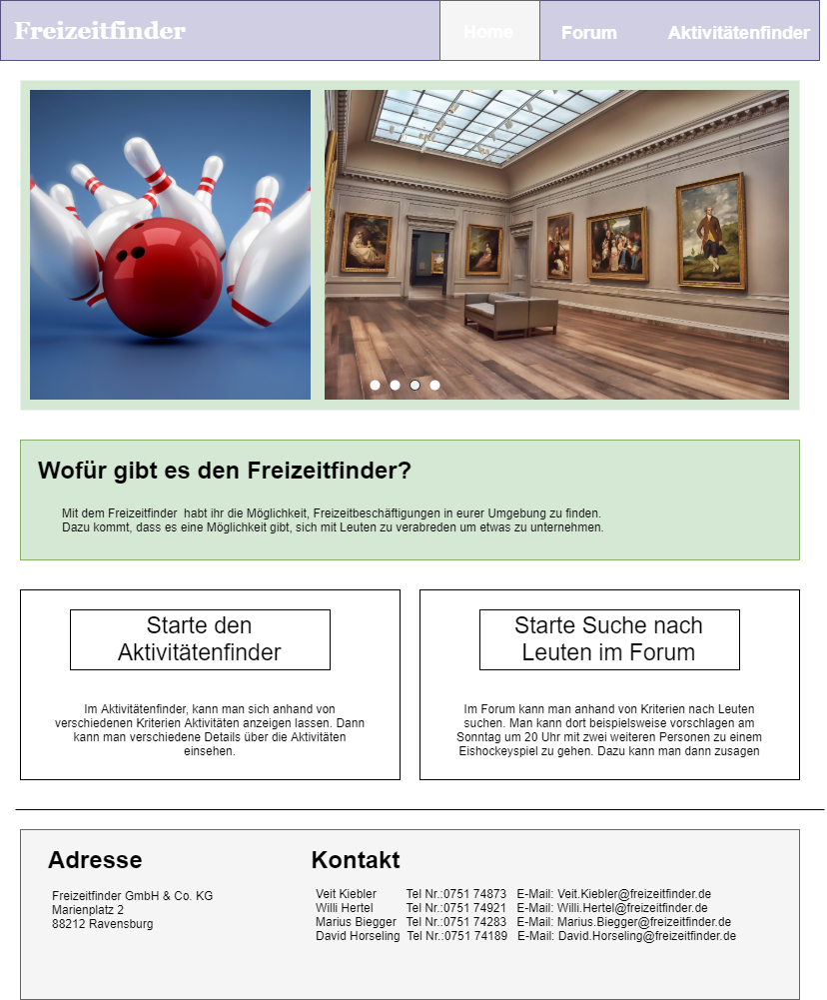 Freizeitfinder
Home Forum Aktivitätenfinder
Wofür gibt es den Freizeitfinder?
Mit dem Freizeitfinder habt ihr die Möglichkeit, Freizeitbeschäftigungen in eurer Umgebung zu finden.
Dazu kommt, dass es eine Möglichkeit gibt, sich mit Leuten zu verabreden um etwas zu unternehmen.
Starte den
Aktivitätenfinder
Im Aktivitätenfinder, kann man sich anhand von
verschiedenen Kriterien Aktivitäten anzeigen lassen. Dann
kann man verschiedene Details über die Aktivitäten
einsehen.
Starte Suche nach
Leuten im Forum
Im Forum kann man anhand von Kriterien nach Leuten
suchen. Man kann dort beispielsweise vorschlagen am
Sonntag um 20 Uhr mit zwei weiteren Personen zu einem
Eishockeyspiel zu gehen. Dazu kann man dann zusagen
Adresse
Freizeitfinder GmbH & Co. KG
Marienplatz 2
88212 Ravensburg
Kontakt
Veit Kiebler Tel Nr.:0751 74873 E-Mail: Veit.Kiebler@freizeitfinder.de
Willi Hertel Tel Nr.:0751 74921 E-Mail: Willi.Hertel@freizeitfinder.de
Marius Biegger Tel Nr.:0751 74283 E-Mail: Marius.Biegger@freizeitfinder.de
David Horseling Tel Nr.:0751 74189 E-Mail: David.Horseling@freizeitfinder.de